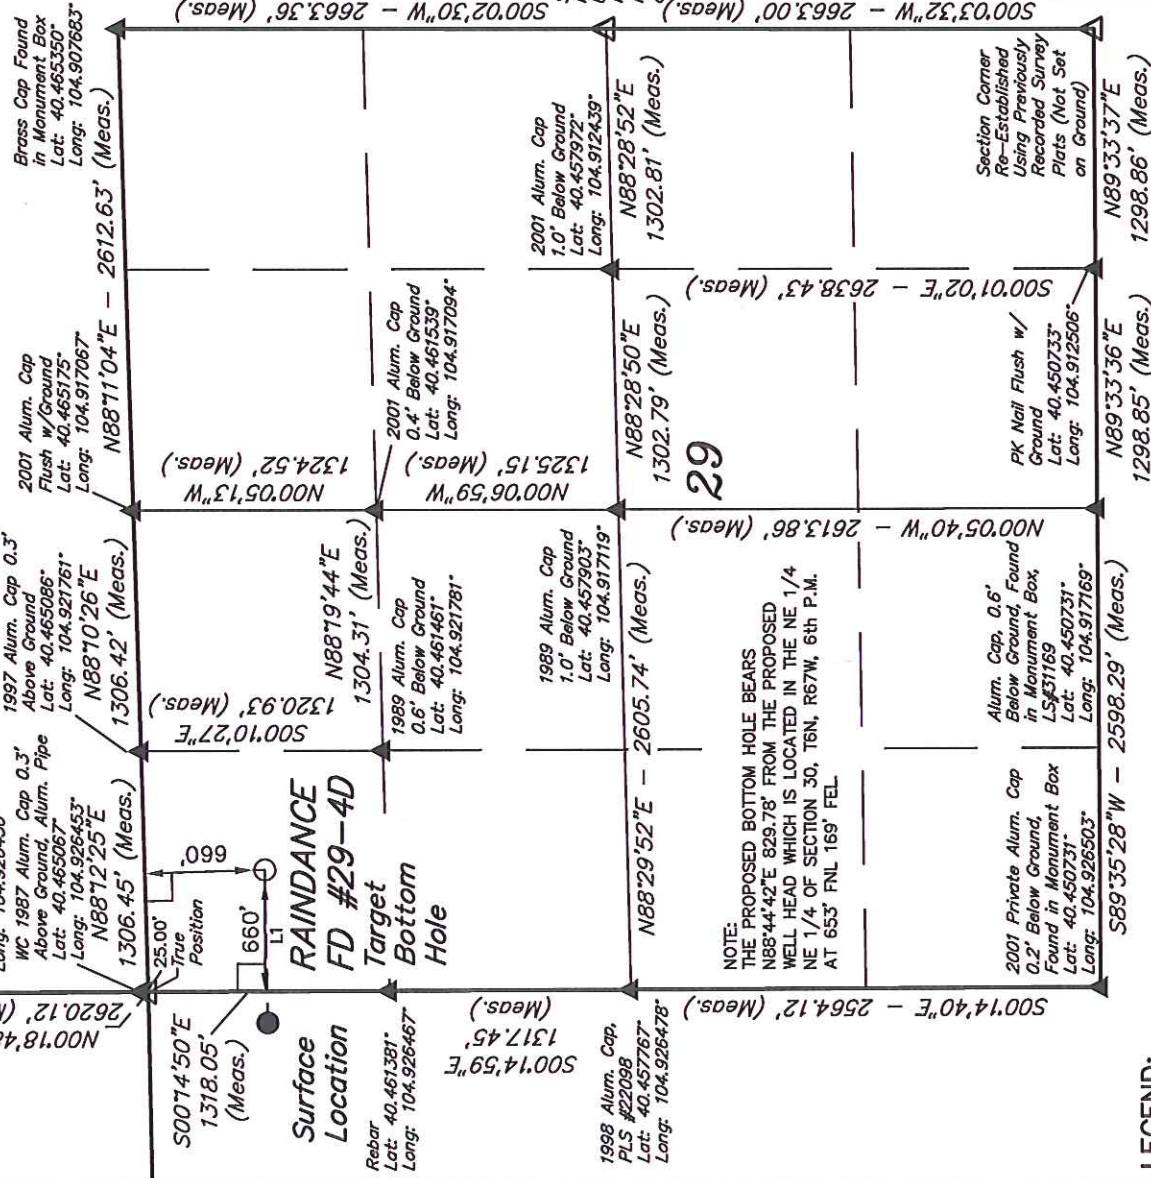 S00°02'30"W – 2663.36' (Meas.)
S00°03'32"W – 2663.00' (Meas.)
Brass Cap Found
in Monument Box
Lat: 40.465350°
Long: 104.907683°
N88°11'04"E – 2612.63' (Meas.)
2001 Alum. Cap
Flush w/Ground
Lat: 40.465175°
Long: 104.917067°
1997 Alum. Cap 0.3'
Above Ground
Lat: 40.465086°
Long: 104.921761°
N88°10'26"E
1306.42' (Meas.)
WC 1987 Alum. Cap 0.3'
Above Ground, Alum. Pipe
Lat: 40.465067°
Long: 104.926453°
N88°12'25"E
1306.45' (Meas.)
N00°18'48
2620.12'
25.00'
True
Position
660'
660'
L1
S00°14'50"E
1318.05'
(Meas.)
Surface
Location
RAINDANCE
FD #29-4D
Target
Bottom
Hole
S00°10'27"E
1320.93' (Meas.)
N88°19'44"E
1304.31' (Meas.)
N00°05'13"W
1324.52' (Meas.)
2001 Alum. Cap
0.4' Below Ground
Lat: 40.461539°
Long: 104.917094°
1989 Alum. Cap
0.6' Below Ground
Lat: 40.461461°
Long: 104.921781°
N00°06'59"W
1325.15' (Meas.)
Rebar
Lat: 40.461381°
Long: 104.926467°
S00°14'59"E
1317.45'
(Meas.)
2001 Alum. Cap
1.0' Below Ground
Lat: 40.457972°
Long: 104.912439°
N88°28'52"E
1302.81' (Meas.)
N88°28'50"E
1302.79' (Meas.)
1989 Alum. Cap
1.0' Below Ground
Lat: 40.457903°
Long: 104.917119°
N88°29'52"E – 2605.74' (Meas.)
1998 Alum. Cap,
PLS #22098
Lat: 40.457767°
Long: 104.926478°
29
NOTE:
THE PROPOSED BOTTOM HOLE BEARS
N88°44'42"E 829.78' FROM THE PROPOSED
WELL HEAD WHICH IS LOCATED IN THE NE 1/4
NE 1/4 OF SECTION 30, T6N, R67W, 6th P.M.
AT 653' FNL 169' FEL.
S00°01'02"E – 2638.43' (Meas.)
N00°05'40"W – 2613.86' (Meas.)
S00°14'40"E – 2564.12' (Meas.)
Section Corner
Re-Established
Using Previously
Recorded Survey
Plats (Not Set
on Ground)
PK Nail Flush w/
Ground
Lat: 40.450733°
Long: 104.912506°
Alum. Cap, 0.6'
Below Ground, Found
in Monument Box,
LS#31169
Lat: 40.450731°
Long: 104.917169°
2001 Private Alum. Cap
0.2' Below Ground,
Found in Monument Box
Lat: 40.450731°
Long: 104.926503°
N89°33'37"E
1298.86' (Meas.)
N89°33'36"E
1298.85' (Meas.)
S89°35'28"W – 2598.29' (Meas.)
LEGEND: